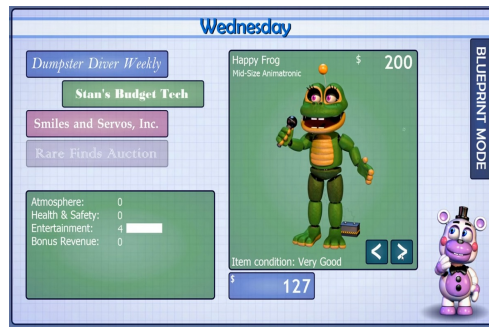 Wednesday
Dumpster Diver Weekly
Stan's Budget Tech
Smiles and Servos, Inc.
Rare Finds Auction
Atmosphere: 0
Health & Safety: 0
Entertainment: 4
Bonus Revenue: 0
Happy Frog $ 200
Mid-Size Animatronic
Item condition: Very Good
< >
$ 127
BLUEPRINT MODE